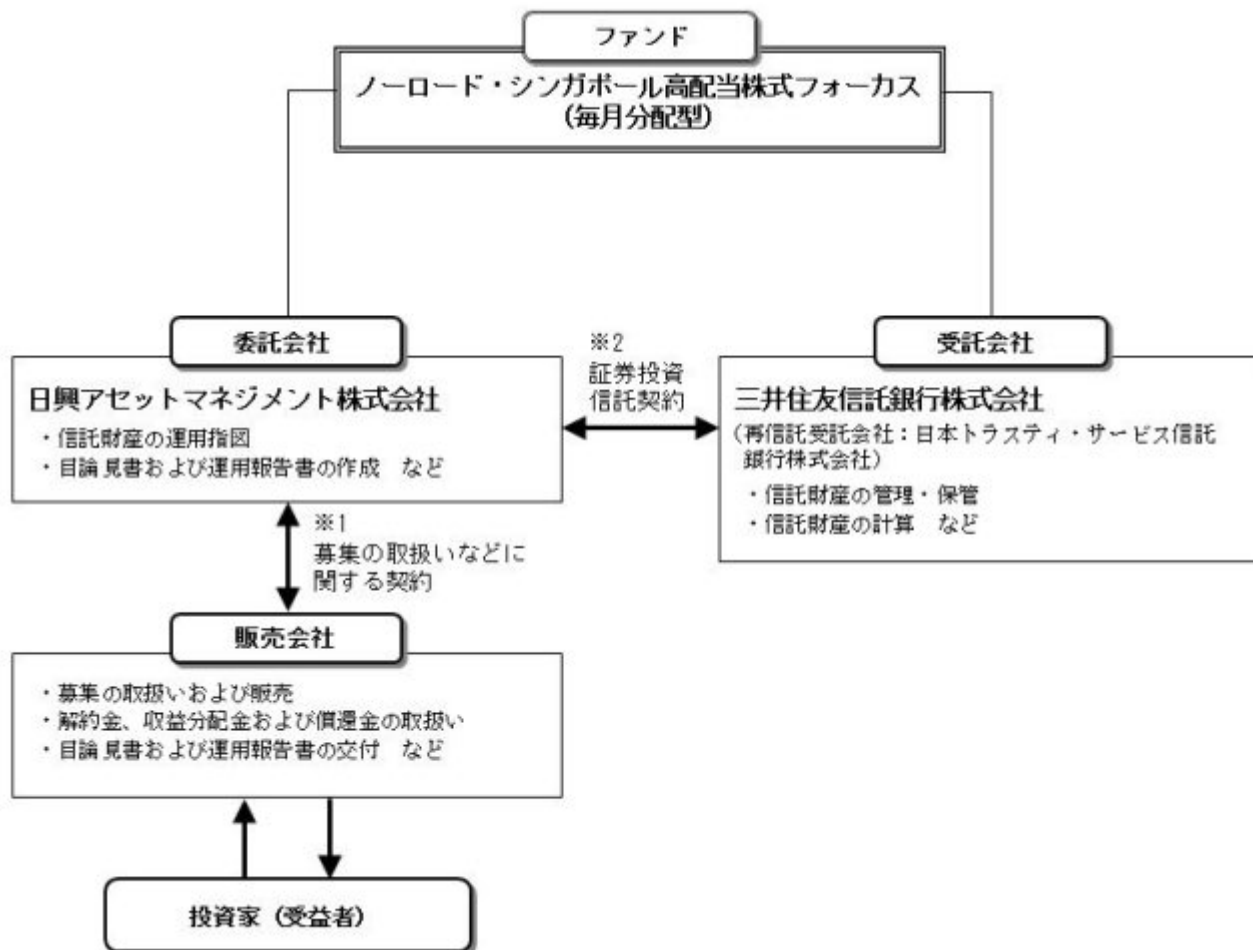 ファンド
ノーロード・シンガポール高配当株式フォーカス
(毎月分配型)
委託会社
日興アセットマネジメント株式会社
・信託財産の運用指図
・目論見書および運用報告書の作成 など
※2
証券投資
信託契約
受託会社
三井住友信託銀行株式会社
(再信託受託会社:日本トラスティ・サービス信託
銀行株式会社)
・信託財産の管理・保管
・信託財産の計算 など
※1
募集の取扱いなどに
関する契約
販売会社
・募集の取扱いおよび販売
・解約金、収益分配金および償還金の取扱い
・目論見書および運用報告書の交付 など
投資家(受益者)